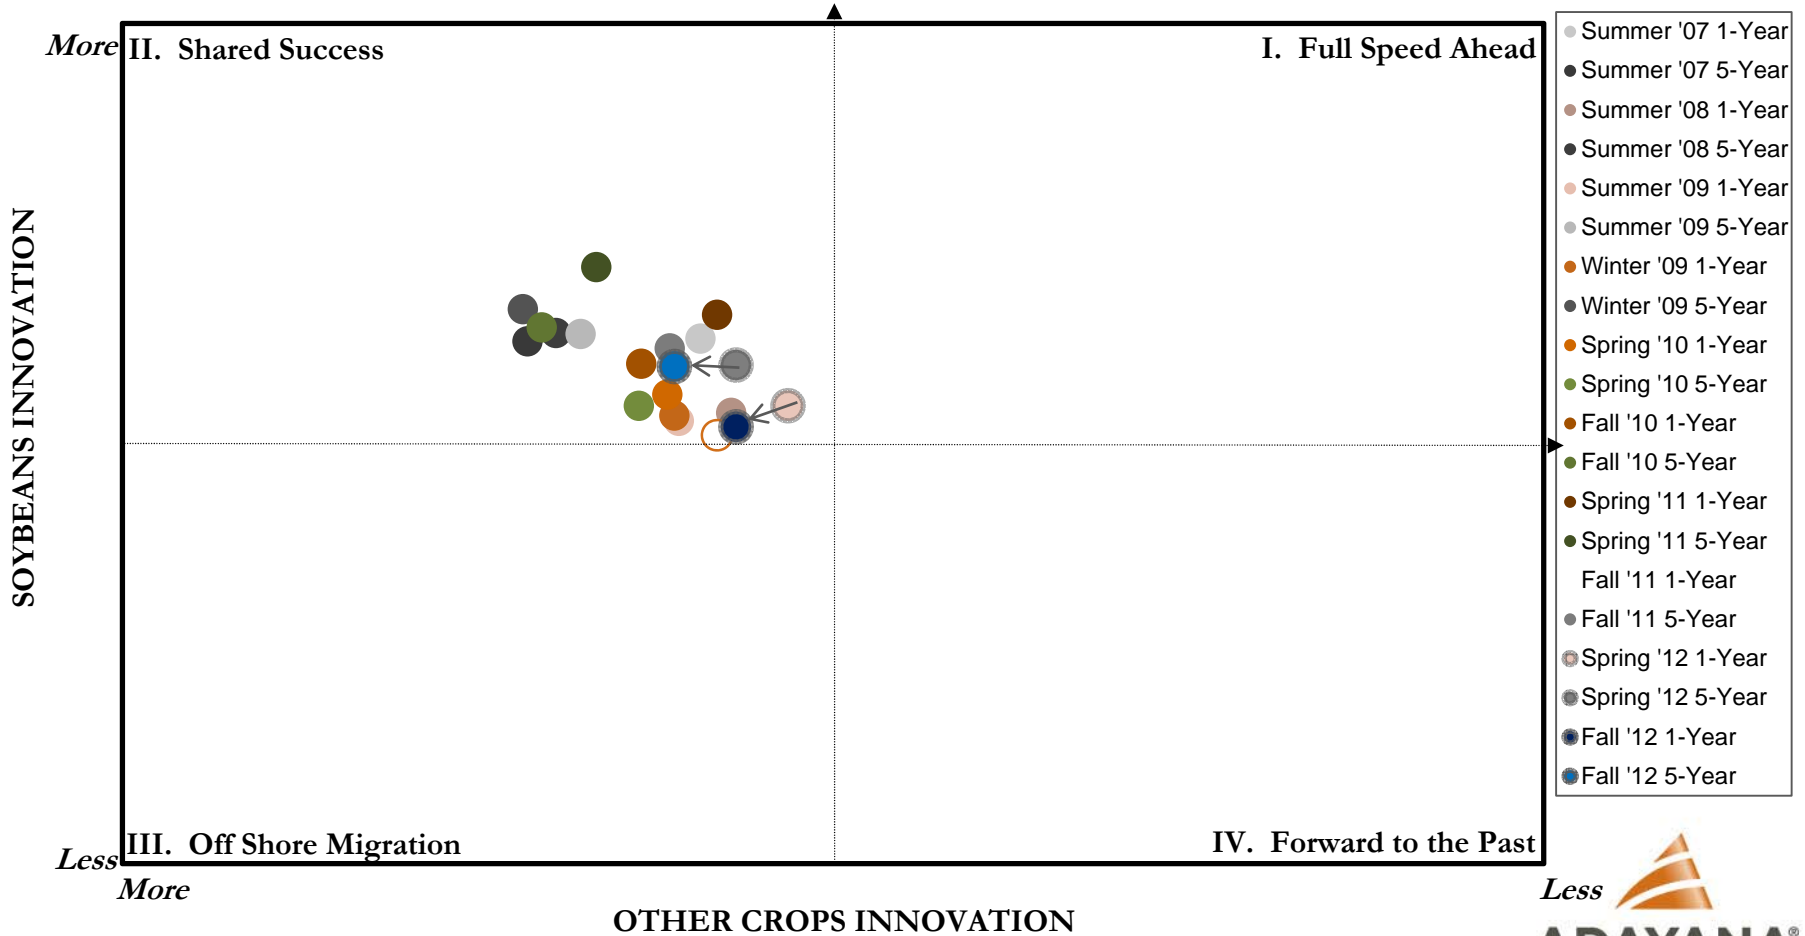 More
II. Shared Success
I. Full Speed Ahead
SOYBEANS INNOVATION
Summer '07 1-Year
Summer '07 5-Year
Summer '08 1-Year
Summer '08 5-Year
Summer '09 1-Year
Summer '09 5-Year
Winter '09 1-Year
Winter '09 5-Year
Spring '10 1-Year
Spring '10 5-Year
Fall '10 1-Year
Fall '10 5-Year
Spring '11 1-Year
Spring '11 5-Year
Fall '11 1-Year
Fall '11 5-Year
Spring '12 1-Year
Spring '12 5-Year
Fall '12 1-Year
Fall '12 5-Year
III. Off Shore Migration
IV. Forward to the Past
Less
More
Less
OTHER CROPS INNOVATION
ADAYANA®